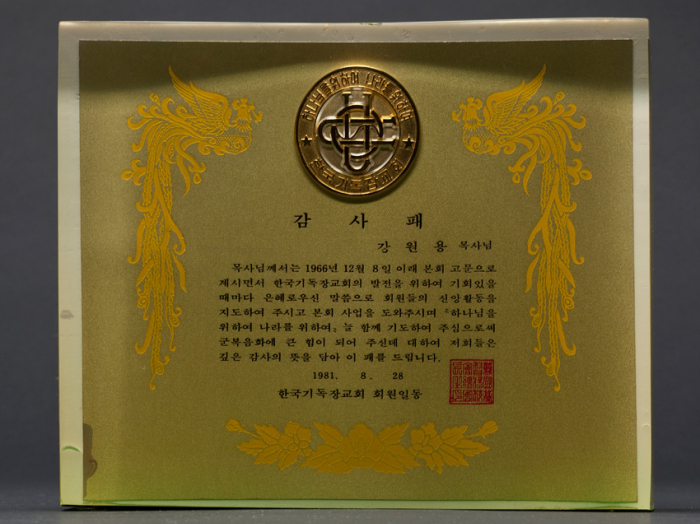 하나님을 위하여 나라를 위하여
한국기독장교회
감 사 패
강 원 용 목사님
목사님께서는 1966년 12월 8일 이래 본회 고문으로
제시면서 한국기독장교회의 발전을 위하여 기회있을
때마다 은혜로우신 말씀으로 회원들의 신앙활동을
지도하여 주시고 본회 사업을 도와주시며 『하나님을
위하여 나라를 위하여』 늘 함께 기도하여 주심으로써
군복음화에 큰 힘이 되어 주신데 대하여 저희들은
깊은 감사의 뜻을 담아 이 패를 드립니다.
1981. 8. 28
한국기독장교회 회원일동